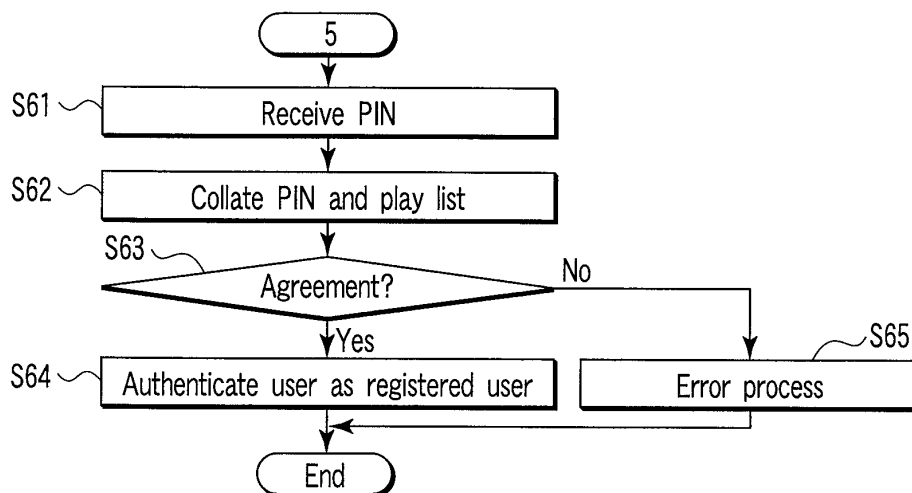 5
S61
Receive PIN
S62
Collate PIN and play list
S63
Agreement?
No
Yes
S64
Authenticate user as registered user
S65
Error process
End